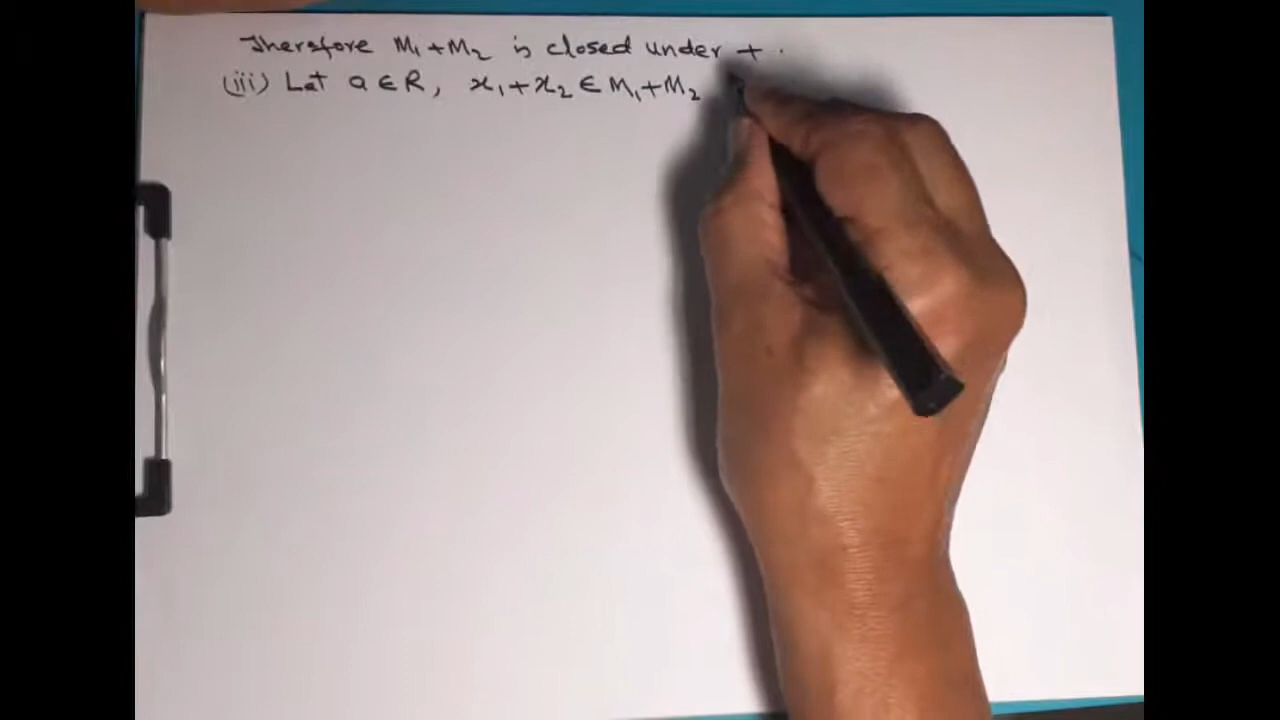 Therefore M₁+M₂ is closed under + .
(iii) Let a ∈ R, x₁+x₂ ∈ M₁+M₂